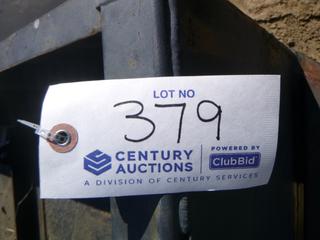 LOT NO
379
CENTURY AUCTIONS
POWERED BY
ClubBid
A DIVISION OF CENTURY SERVICES